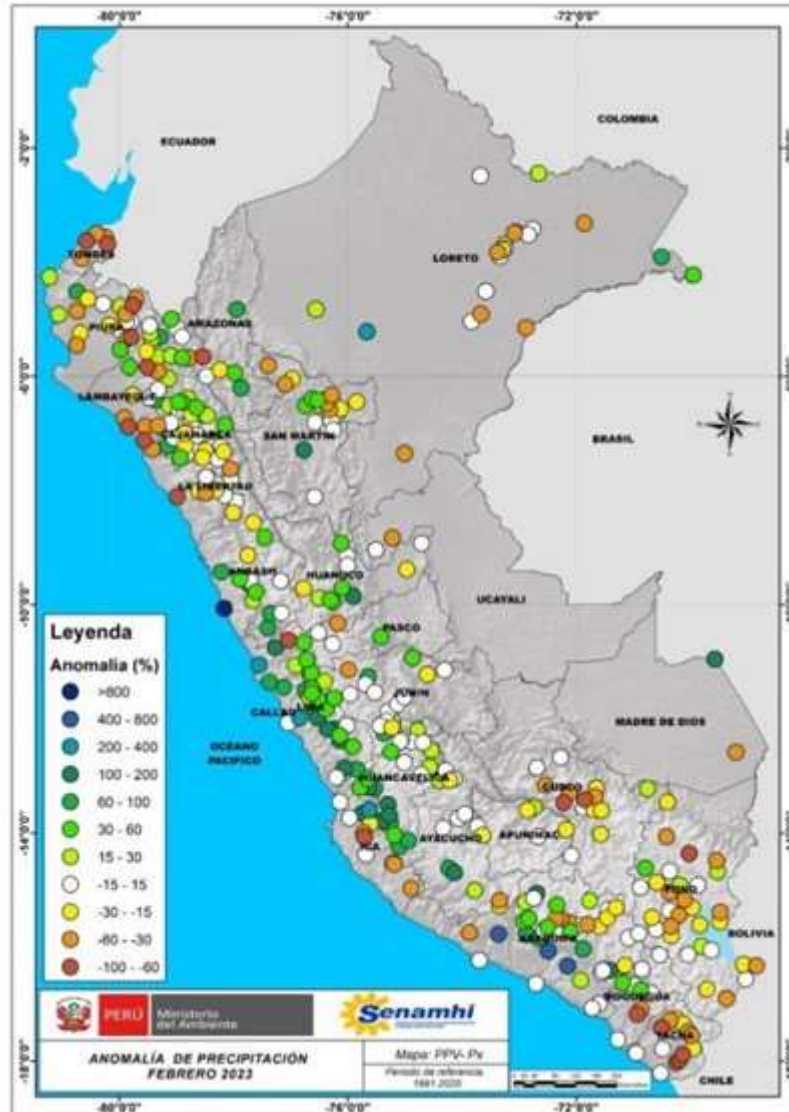 -80°0'0" -76°0'0" -72°0'0"
COLOMBIA
ECUADOR
-2°0'0"
TUMBES
LORETO
PIURA
AMAZONAS
-6°0'0"
LAMBAYEQUE
CAJAMARCA
SAN MARTIN
BRASIL
LA LIBERTAD
ANCASH
HUANUCO
UCAYALI
-10°0'0"
PASCO
LIMA
JUNIN
CALLAO
MADRE DE DIOS
OCEANO
PACIFICO
HUANCAVELICA
CUSCO
-14°0'0"
ICA
AYACUCHO
APURIMAC
PUNO
AREQUIPA
BOLIVIA
MOQUEGUA
TACNA
-18°0'0"
CHILE
Leyenda
Anomalía (%)
>800
400 - 800
200 - 400
100 - 200
60 - 100
30 - 60
15 - 30
-15 - 15
-30 - -15
-60 - -30
-100 - -60
PERÚ
Ministerio
del Ambiente
Senamhi
ANOMALÍA DE PRECIPITACIÓN
FEBRERO 2023
Mapa: PPV- Px
Periodo de referencia
-80°0'0" -76°0'0" -72°0'0"